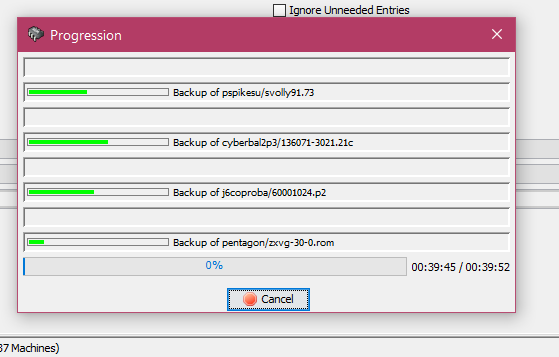 Ignore Unneeded Entries
Progression
Backup of pspikesu/svolly91.73
Backup of cyberbal2p3/136071-3021.21c
Backup of j6coproba/60001024.p2
Backup of pentagon/zxvg-30-0.rom
0%
00:39:45 / 00:39:52
Cancel
37 Machines)